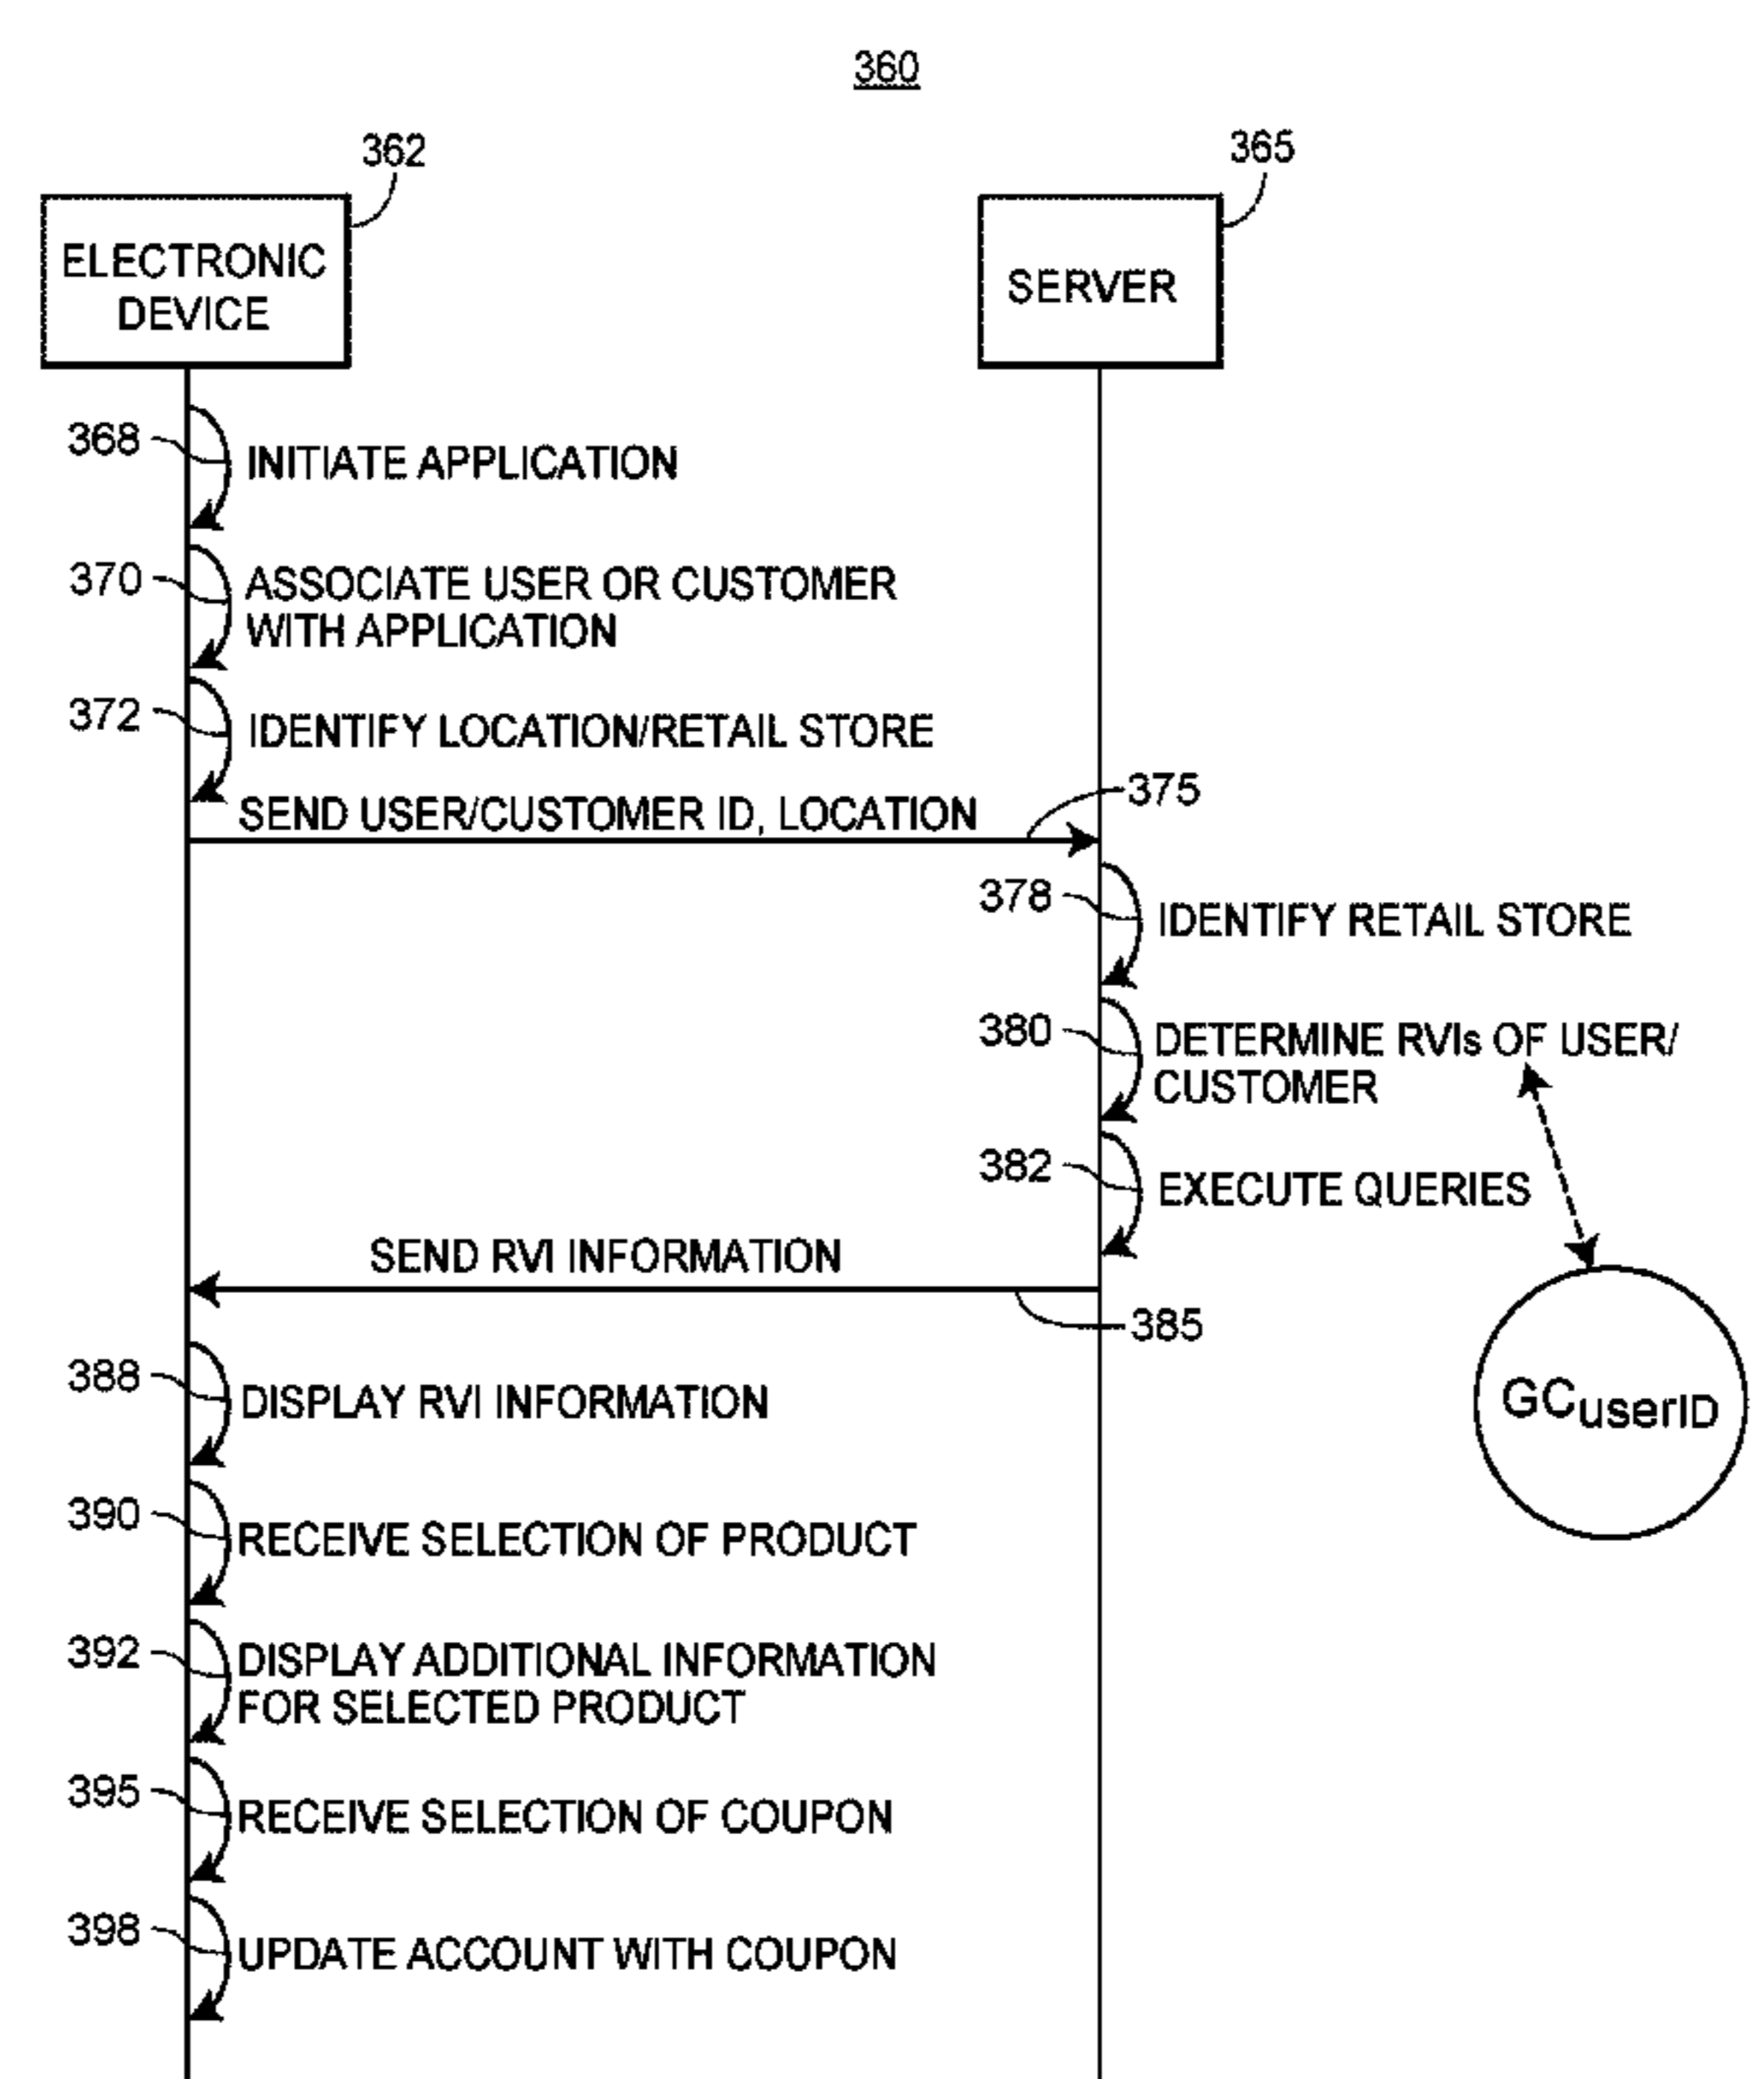 360
362
365
ELECTRONIC
DEVICE
SERVER
368
INITIATE APPLICATION
370
ASSOCIATE USER OR CUSTOMER
WITH APPLICATION
372
IDENTIFY LOCATION/RETAIL STORE
SEND USER/CUSTOMER ID, LOCATION
375
378
IDENTIFY RETAIL STORE
380
DETERMINE RVIs OF USER/
CUSTOMER
382
EXECUTE QUERIES
SEND RVI INFORMATION
385
GCuserID
388
DISPLAY RVI INFORMATION
390
RECEIVE SELECTION OF PRODUCT
392
DISPLAY ADDITIONAL INFORMATION
FOR SELECTED PRODUCT
395
RECEIVE SELECTION OF COUPON
398
UPDATE ACCOUNT WITH COUPON